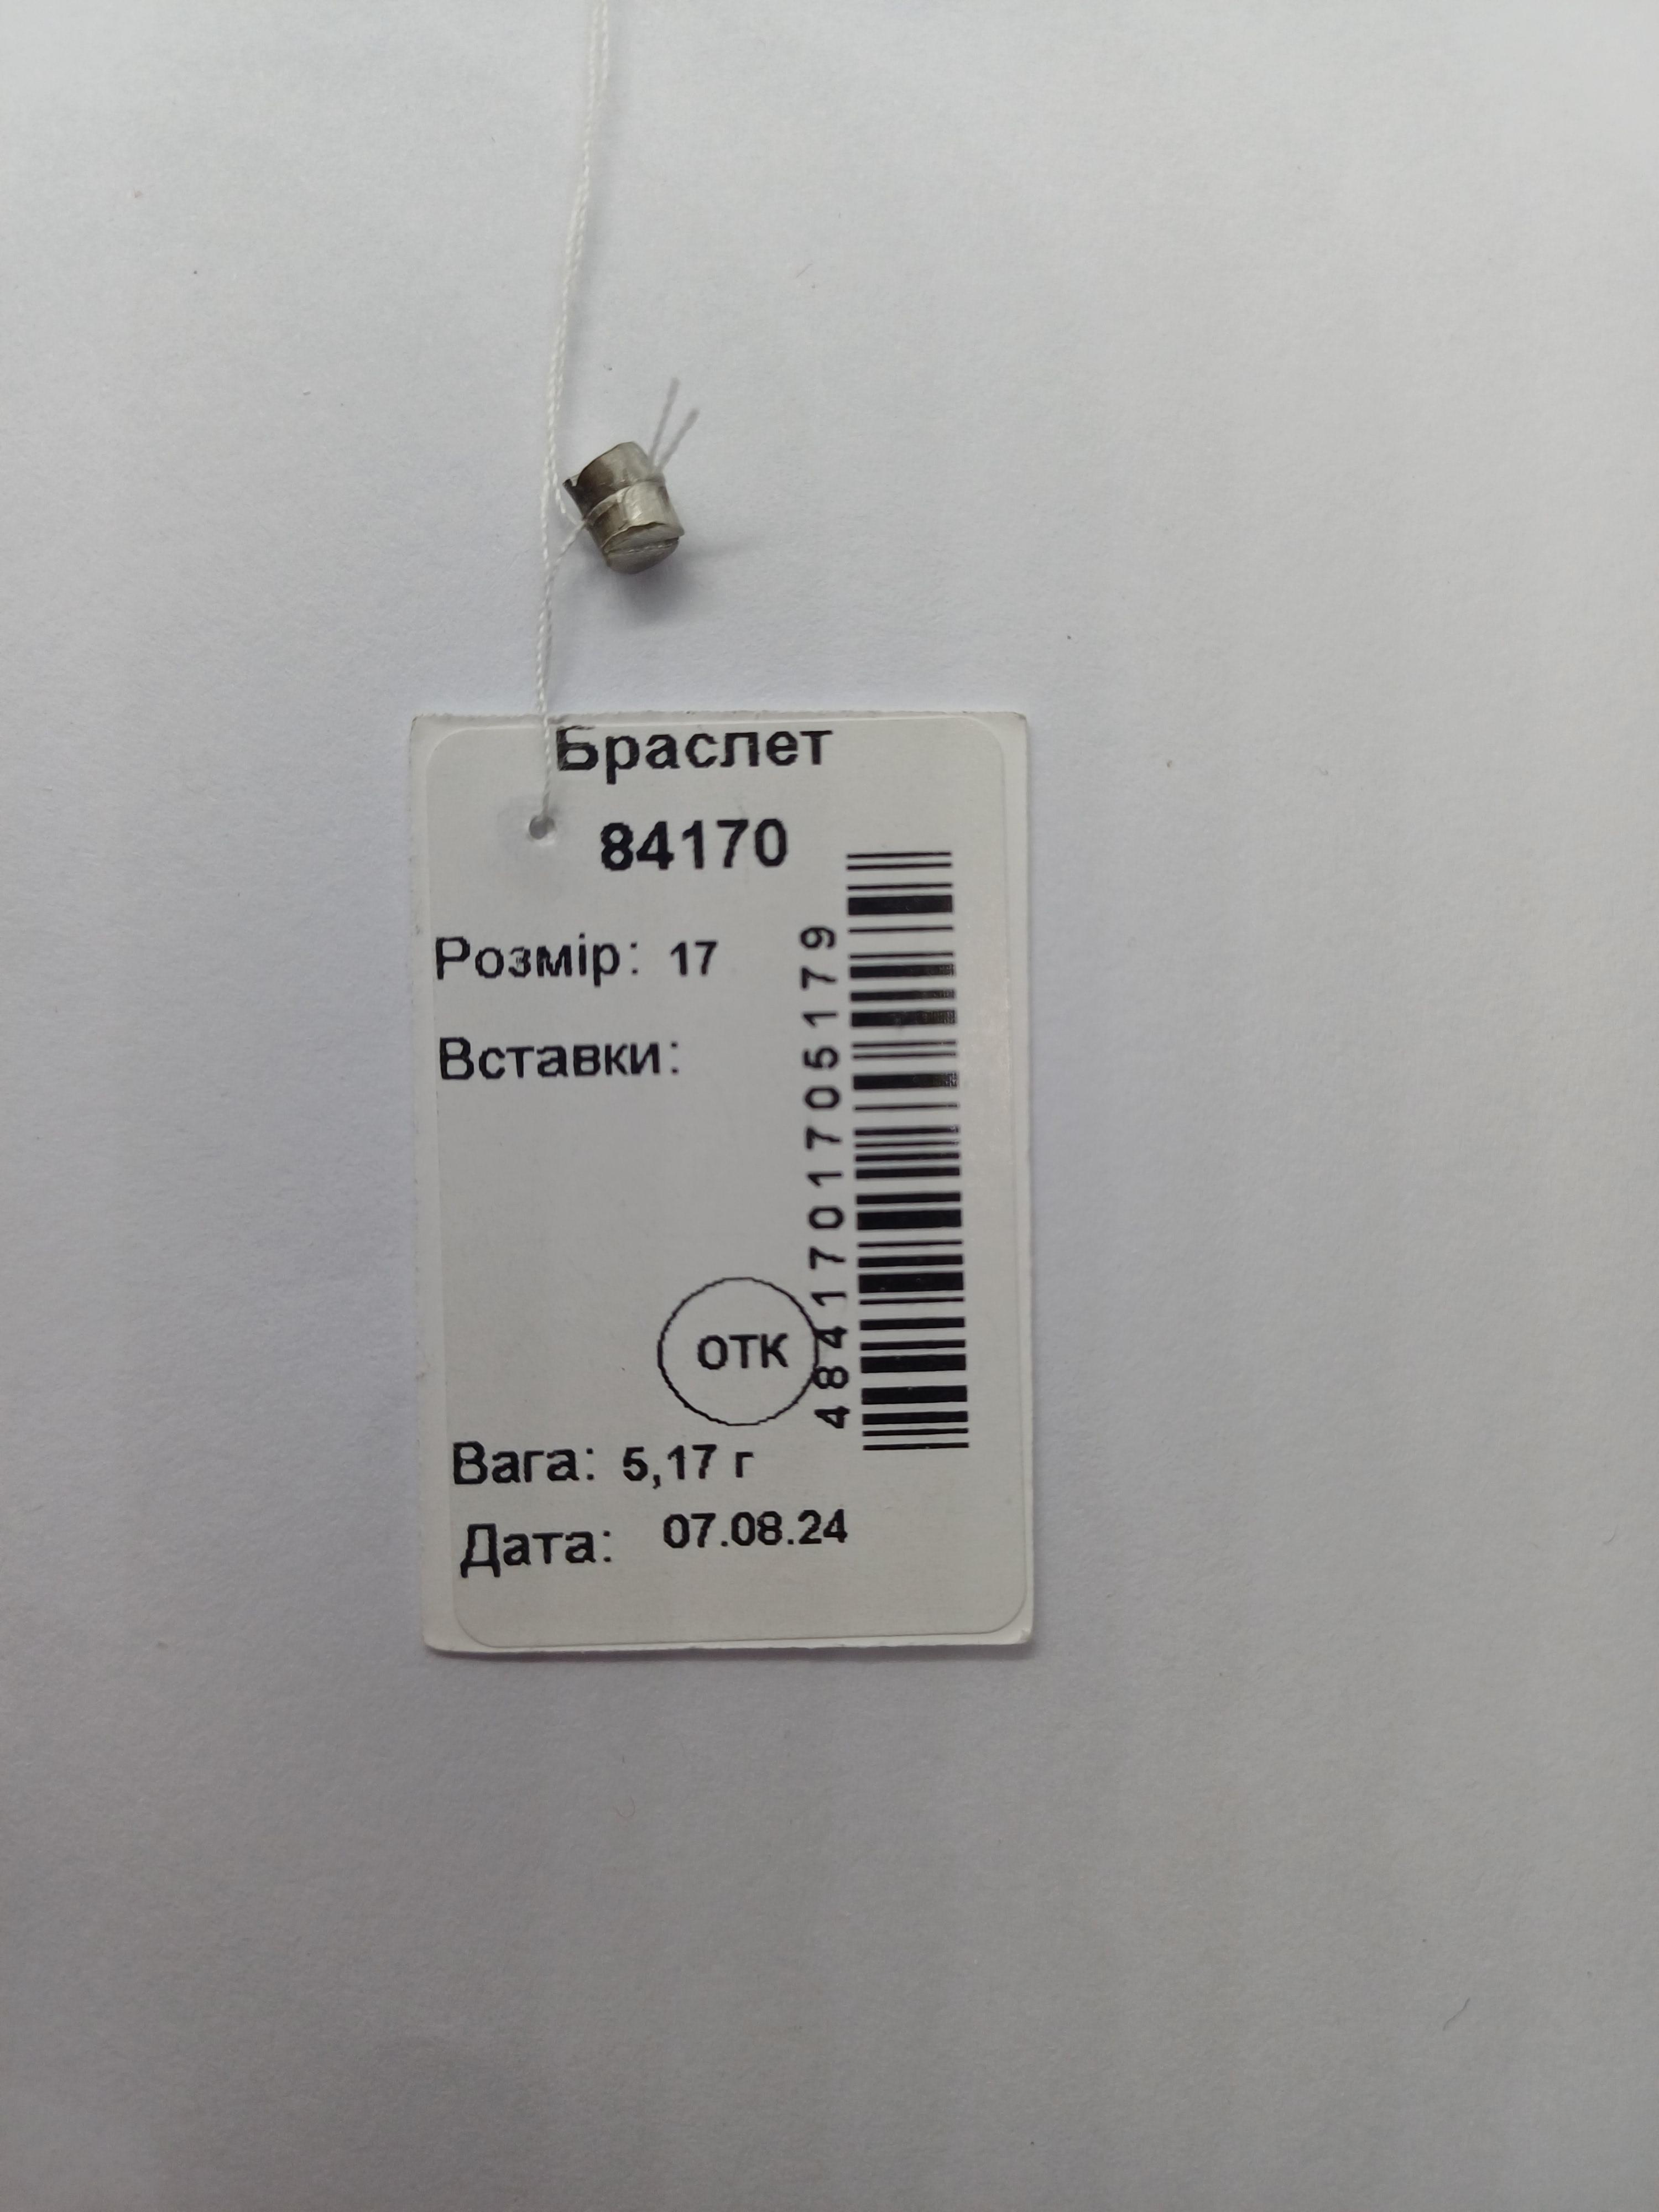 Браслет
84170
Розмір: 17
Вставки:
4841701705179
ОТК
Вага: 5,17 г
Дата: 07.08.24